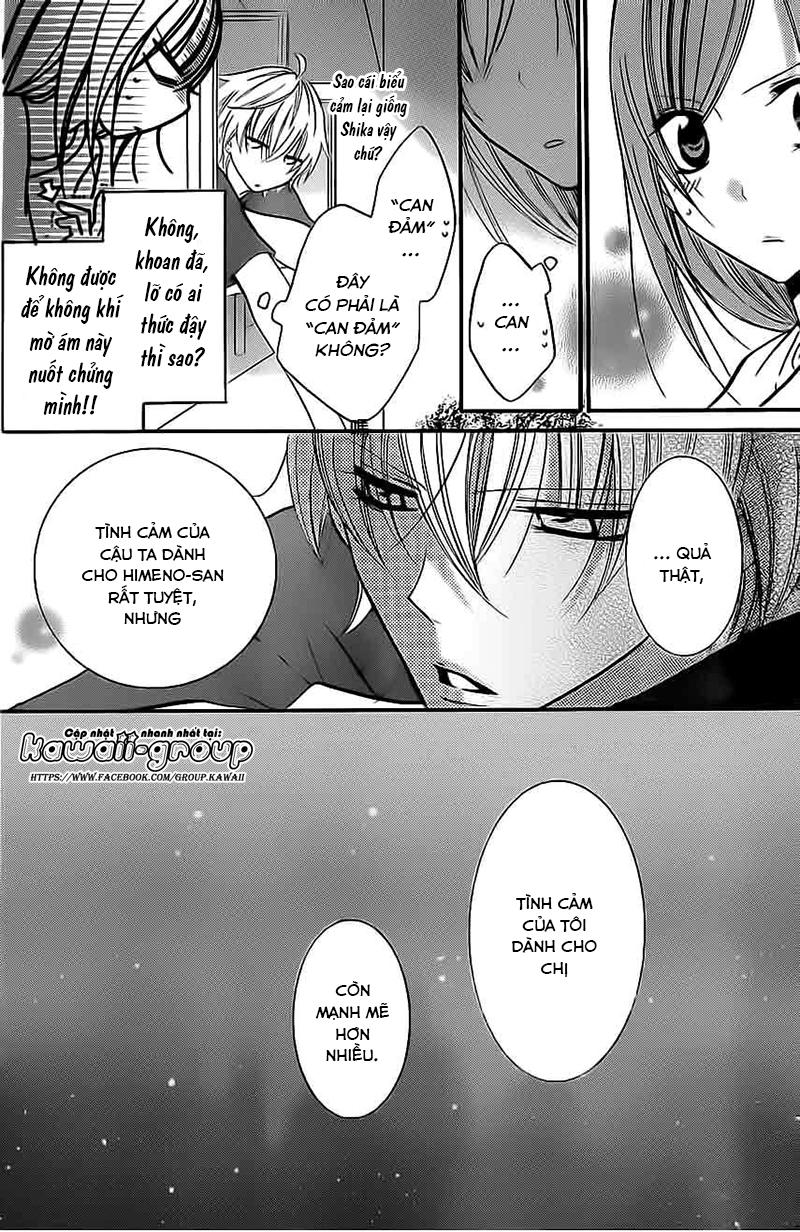 ... CAN ...
"CAN
ĐẢM"
...
ĐÂY
CÓ PHẢI LÀ
"CAN ĐẢM"
KHÔNG?
Sao cái biểu
cảm lại giống
Shika vậy
chứ?
Không,
khoan đã,
lỡ có ai
thức đậy
thì sao?
Không được
để không khí
mờ ám này
nuốt chửng
mình!!
... QUẢ
THẬT,
TÌNH CẢM CỦA
CẬU TA DÀNH
CHO HIMENO-SAN
RẤT TUYỆT,
NHƯNG
Cập nhật nhanh nhất tại:
kawaii-group
HTTPS://WWW.FACEBOOK.COM/GROUP.KAWAII
TÌNH CẢM
CỦA TÔI
DÀNH CHO
CHỊ
CÒN
MẠNH MẼ
HƠN
NHIỀU.